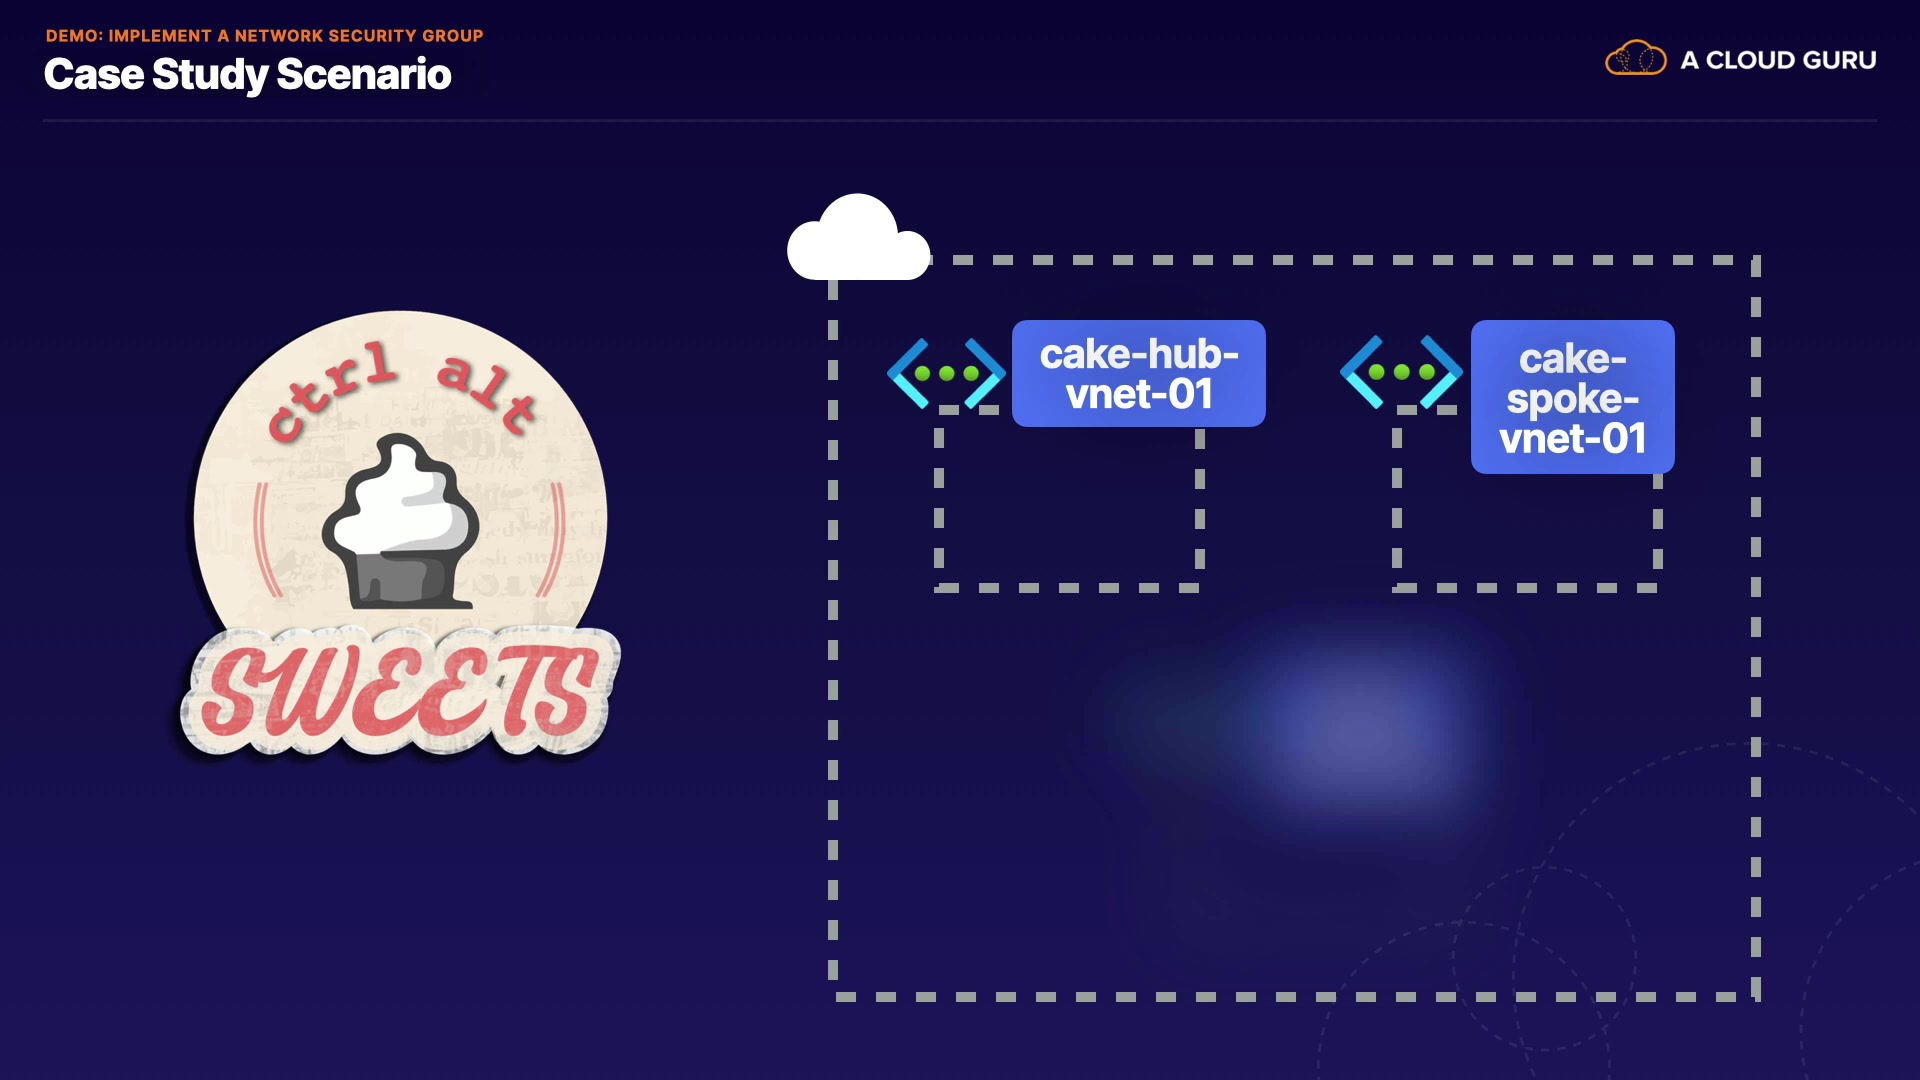 DEMO: IMPLEMENT A NETWORK SECURITY GROUP
Case Study Scenario
A CLOUD GURU
ctrl alt
SWEETS
cake-hub-
vnet-01
cake-
spoke-
vnet-01